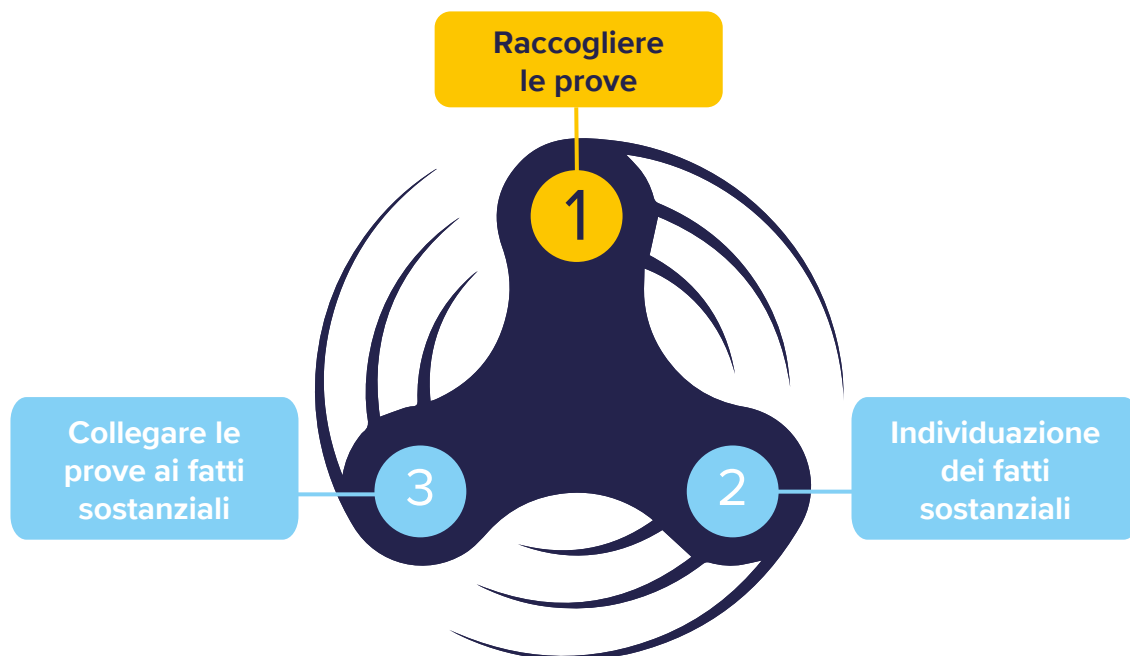 Raccogliere
le prove
1
Collegare le
prove ai fatti
sostanziali
3
2
Individuazione
dei fatti
sostanziali